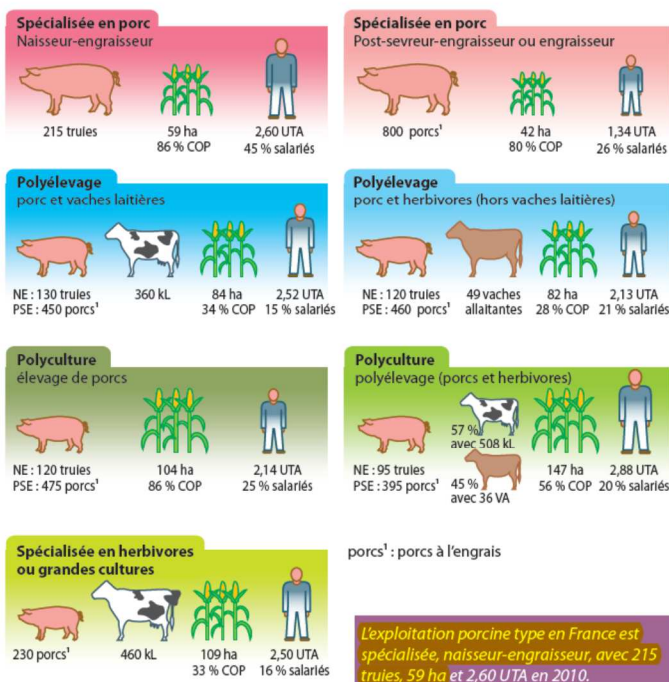 Spécialisée en porc
Naisseur-engraisseur
215 truies
59 ha
86 % COP
2,60 UTA
45 % salariés
Spécialisée en porc
Post-sevreur-engraisseur ou engraisseur
800 porcs¹
42 ha
80 % COP
1,34 UTA
26 % salariés
Polyélevage
porc et vaches laitières
NE : 130 truies
PSE : 450 porcs¹
360 kL
84 ha
34 % COP
2,52 UTA
15 % salariés
Polyélevage
porc et herbivores (hors vaches laitières)
NE : 120 truies
PSE : 460 porcs¹
49 vaches
allaitantes
82 ha
28 % COP
2,13 UTA
21 % salariés
Polyculture
élevage de porcs
NE : 120 truies
PSE : 475 porcs¹
104 ha
86 % COP
2,14 UTA
25 % salariés
Polyculture
polyélevage (porcs et herbivores)
NE : 95 truies
PSE : 395 porcs¹
57 %
avec 508 kL
45 %
avec 36 VA
147 ha
56 % COP
2,88 UTA
20 % salariés
Spécialisée en herbivores
ou grandes cultures
230 porcs¹
460 kL
109 ha
33 % COP
2,50 UTA
16 % salariés
porcs¹ : porcs à l'engrais
L'exploitation porcine type en France est
spécialisée, naisseur-engraisseur, avec 215
truies, 59 ha et 2,60 UTA en 2010.